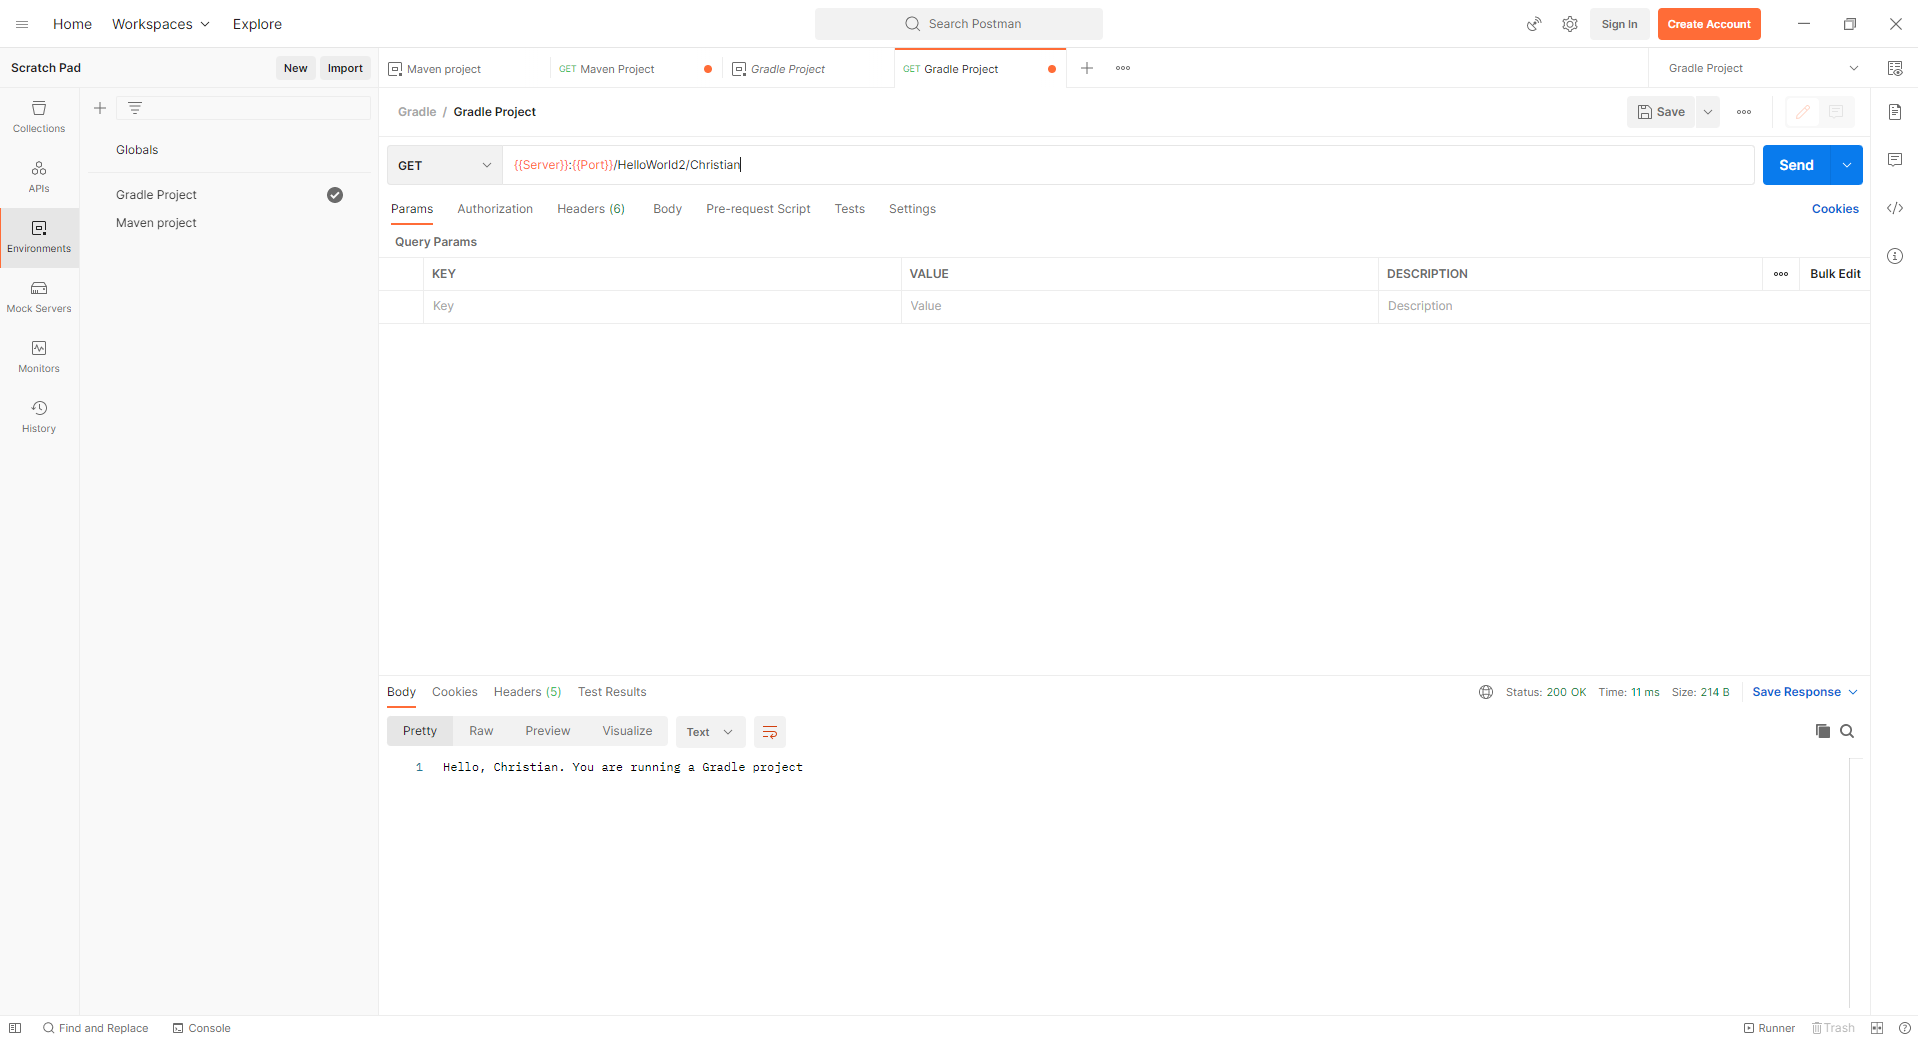 Home Workspaces Explore Search Postman Sign In Create Account
Scratch Pad New Import Maven project GET Maven Project Gradle Project GET Gradle Project Gradle Project
Collections
APIs
Environments
Mock Servers
Monitors
History
Globals
Gradle Project
Maven project
Gradle / Gradle Project Save
GET {{Server}}:{{Port}}/HelloWorld2/Christian Send
Params Authorization Headers (6) Body Pre-request Script Tests Settings Cookies
Query Params
KEY VALUE DESCRIPTION Bulk Edit
Key Value Description
Body Cookies Headers (5) Test Results Status: 200 OK Time: 11 ms Size: 214 B Save Response
Pretty Raw Preview Visualize Text
1 Hello, Christian. You are running a Gradle project
Find and Replace Console Runner Trash